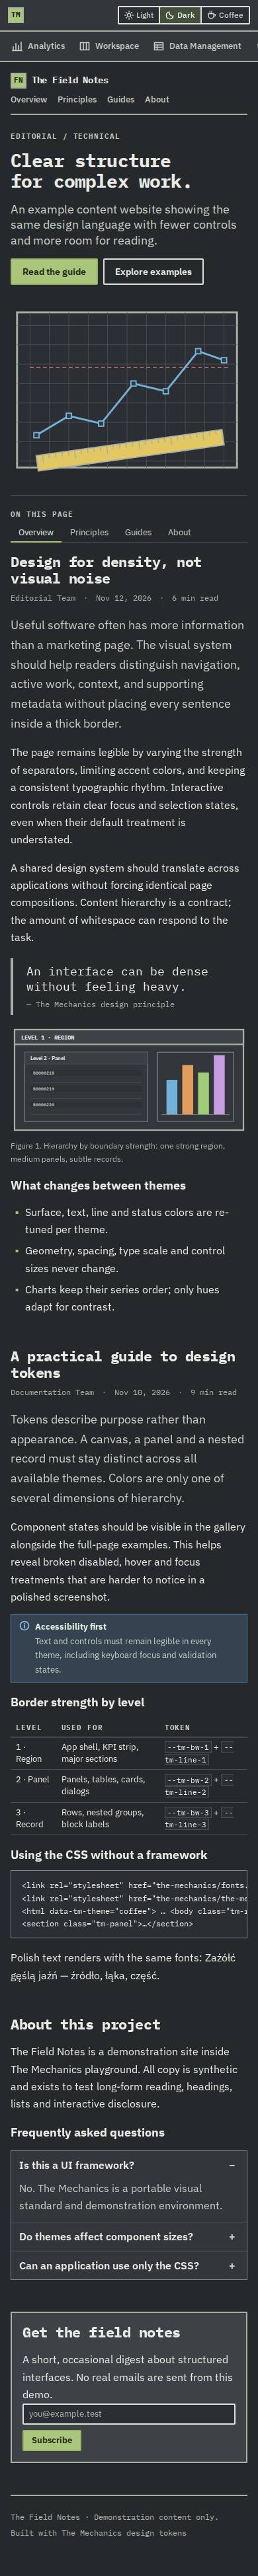 TM
Light
Dark
Coffee
Analytics
Workspace
Data Management
FN
The Field Notes
Overview
Principles
Guides
About
EDITORIAL / TECHNICAL
Clear structure
for complex work.
An example content website showing the
same design language with fewer controls
and more room for reading.
Read the guide
Explore examples
ON THIS PAGE
Overview
Principles
Guides
About
Design for density, not
visual noise
Editorial Team · Nov 12, 2026 · 6 min read
Useful software often has more information
than a marketing page. The visual system
should help readers distinguish navigation,
active work, context, and supporting
metadata without placing every sentence
inside a thick border.
The page remains legible by varying the strength
of separators, limiting accent colors, and keeping
a consistent typographic rhythm. Interactive
controls retain clear focus and selection states,
even when their default treatment is
understated.
A shared design system should translate across
applications without forcing identical page
compositions. Content hierarchy is a contract;
the amount of whitespace can respond to the
task.
An interface can be dense
without feeling heavy.
— The Mechanics design principle
LEVEL 1 · REGION
Level 2 · Panel
Figure 1. Hierarchy by boundary strength: one strong region,
medium panels, subtle records.
What changes between themes
▪ Surface, text, line and status colors are re-
tuned per theme.
▪ Geometry, spacing, type scale and control
sizes never change.
▪ Charts keep their series order; only hues
adapt for contrast.
A practical guide to design
tokens
Documentation Team · Nov 10, 2026 · 9 min read
Tokens describe purpose rather than
appearance. A canvas, a panel and a nested
record must stay distinct across all
available themes. Colors are only one of
several dimensions of hierarchy.
Component states should be visible in the gallery
alongside the full-page examples. This helps
reveal broken disabled, hover and focus
treatments that are harder to notice in a
polished screenshot.
Accessibility first
Text and controls must remain legible in every
theme, including keyboard focus and validation
states.
Border strength by level
LEVEL USED FOR TOKEN
1 · Region App shell, KPI strip, major sections --tm-bw-1 + --tm-line-1
2 · Panel Panels, tables, cards, dialogs --tm-bw-2 + --tm-line-2
3 · Record Rows, nested groups, block labels --tm-bw-3 + --tm-line-3
Using the CSS without a framework
<link rel="stylesheet" href="the-mechanics/fonts.
<link rel="stylesheet" href="the-mechanics/the-me
<html data-tm-theme="coffee"> … <body class="tm-
<section class="tm-panel">…</section>
Polish text renders with the same fonts: Zażółć
gęślą jaźń — źródło, łąka, część.
About this project
The Field Notes is a demonstration site inside
The Mechanics playground. All copy is synthetic
and exists to test long-form reading, headings,
lists and interactive disclosure.
Frequently asked questions
Is this a UI framework? −
No. The Mechanics is a portable visual
standard and demonstration environment.
Do themes affect component sizes? +
Can an application use only the CSS? +
Get the field notes
A short, occasional digest about structured
interfaces. No real emails are sent from this
demo.
you@example.test
Subscribe
The Field Notes · Demonstration content only.
Built with The Mechanics design tokens